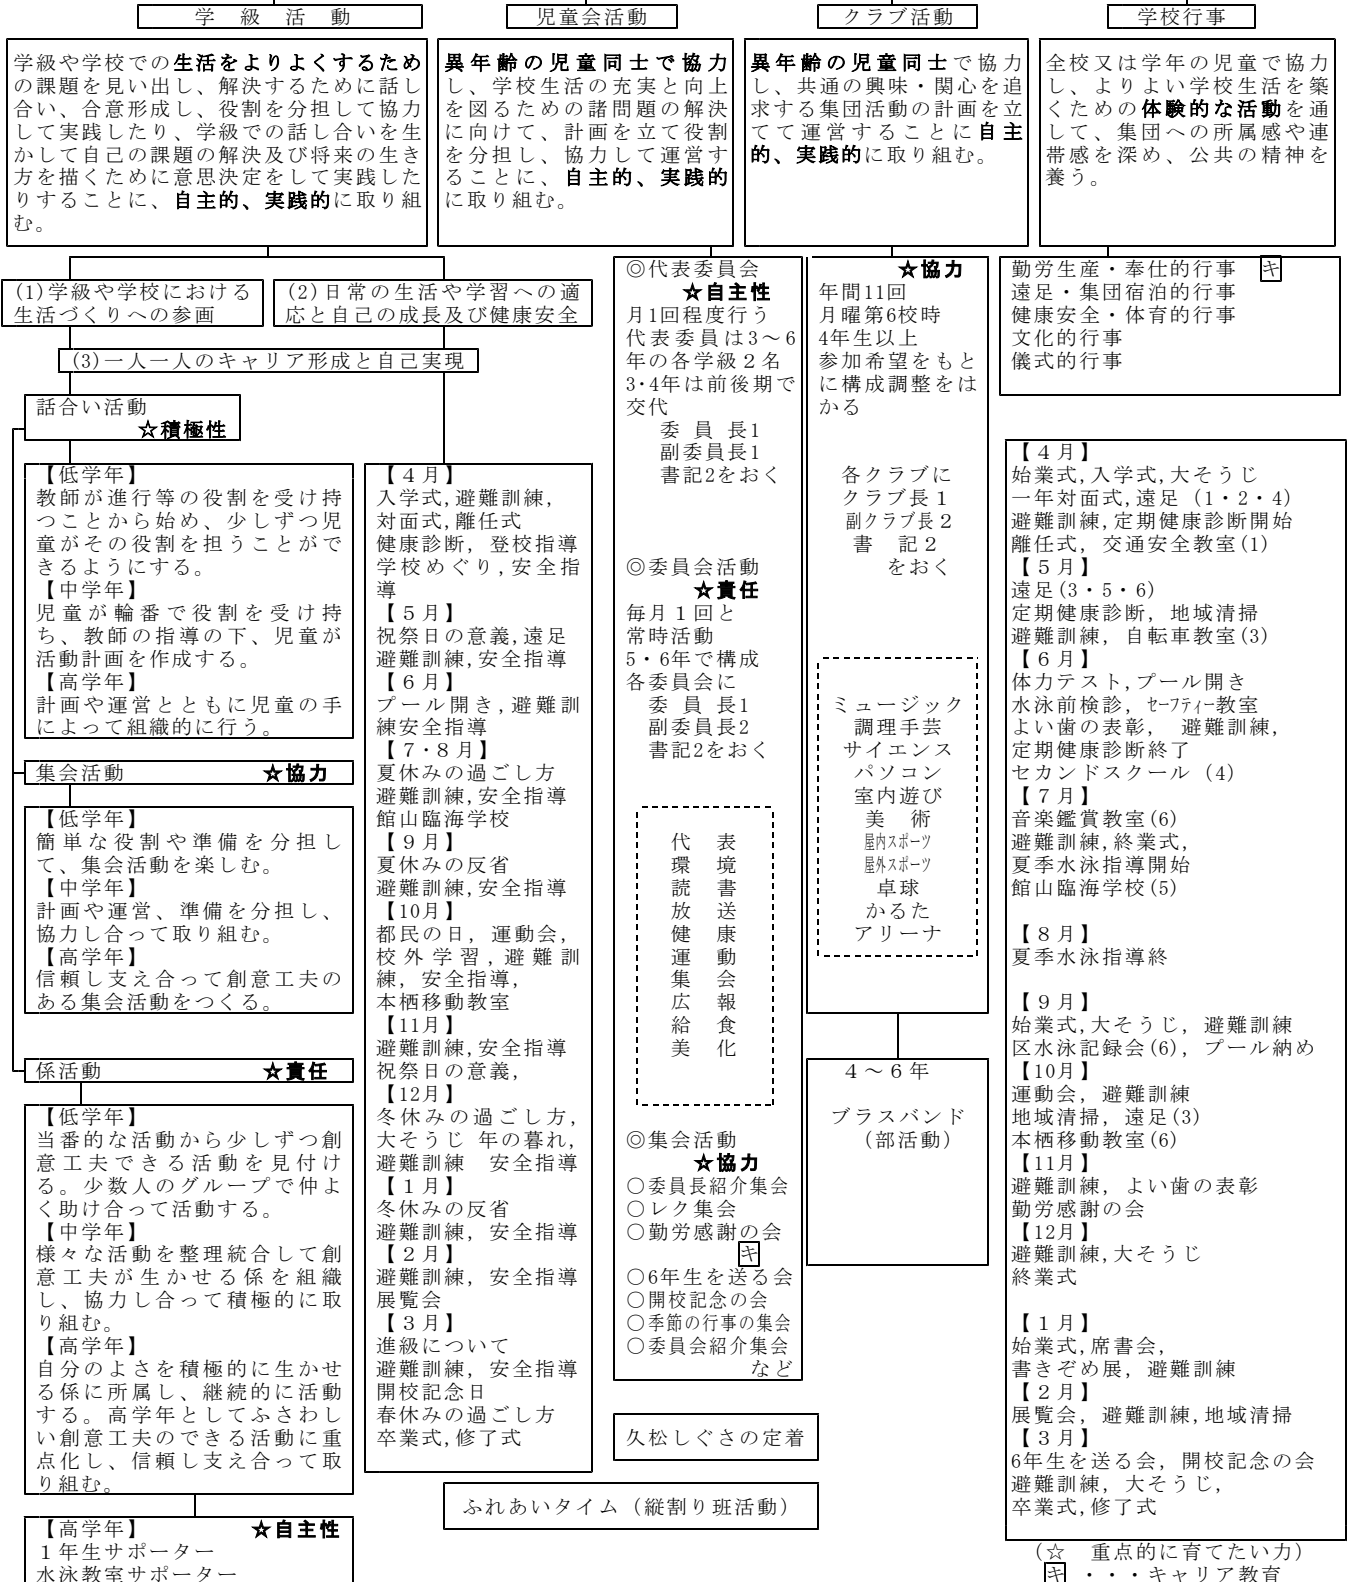 学　級　活　動
学級や学校での生活をよりよくするため
の課題を見い出し、解決するために話し
合い、合意形成し、役割を分担して協力
して実践したり、学級での話し合いを生
かして自己の課題の解決及び将来の生き
方を描くために意思決定をして実践した
りすることに、自主的、実践的に取り組
む。
児童会活動
異年齢の児童同士で協力
し、学校生活の充実と向上
を図るための諸問題の解決
に向けて、計画を立て役割
を分担し、協力して運営す
ることに、自主的、実践的
に取り組む。
クラブ活動
異年齢の児童同士で協力
し、共通の興味・関心を追
求する集団活動の計画を立
てて運営することに自主
的、実践的に取り組む。
学校行事
全校又は学年の児童で協力
し、よりよい学校生活を築
くための体験的な活動を通
して、集団への所属感や連
帯感を深め、公共の精神を
養う。
(1)学級や学校における
生活づくりへの参画
(2)日常の生活や学習への適
応と自己の成長及び健康安全
(3)一人一人のキャリア形成と自己実現
話合い活動
☆積極性
【低学年】
教師が進行等の役割を受け持
つことから始め、少しずつ児
童がその役割を担うことがで
きるようにする。
【中学年】
児童が輪番で役割を受け持
ち、教師の指導の下、児童が
活動計画を作成する。
【高学年】
計画や運営とともに児童の手
によって組織的に行う。
集会活動　☆協力
【低学年】
簡単な役割や準備を分担し
て、集会活動を楽しむ。
【中学年】
計画や運営、準備を分担し、
協力し合って取り組む。
【高学年】
信頼し支え合って創意工夫の
ある集会活動をつくる。
係活動　☆責任
【低学年】
当番的な活動から少しずつ創
意工夫できる活動を見付け
る。少数人のグループで仲よ
く助け合って活動する。
【中学年】
様々な活動を整理統合して創
意工夫が生かせる係を組織
し、協力し合って積極的に取
り組む。
【高学年】
自分のよさを積極的に生かせ
る係に所属し、継続的に活動
する。高学年としてふさわし
い創意工夫のできる活動に重
点化し、信頼し支え合って取
り組む。
【高学年】　☆自主性
１年生サポーター
水泳教室サポーター
【４月】
入学式,避難訓練,
対面式,離任式
健康診断, 登校指導
学校めぐり,安全指
導
【５月】
祝祭日の意義,遠足
避難訓練,安全指導
【６月】
プール開き,避難訓
練安全指導
【７・８月】
夏休みの過ごし方
避難訓練,安全指導
館山臨海学校
【９月】
夏休みの反省
避難訓練,安全指導
【10月】
都民の日, 運動会,
校外学習,避難訓
練, 安全指導,
本栖移動教室
【11月】
避難訓練,安全指導
祝祭日の意義,
【12月】
冬休みの過ごし方,
大そうじ 年の暮れ,
避難訓練　安全指導
【１月】
冬休みの反省
避難訓練, 安全指導
【２月】
避難訓練, 安全指導
展覧会
【３月】
進級について
避難訓練, 安全指導
開校記念日
春休みの過ごし方
卒業式,修了式
◎代表委員会
☆自主性
月1回程度行う
代表委員は3～6
年の各学級２名
3･4年は前後期で
交代
委 員 長1
副委員長1
書記2をおく
◎委員会活動
☆責任
毎月１回と
常時活動
5・6年で構成
各委員会に
委 員 長1
副委員長2
書記2をおく
代　表
環　境
読　書
放　送
健　康
運　動
集　会
広　報
給　食
美　化
◎集会活動
☆協力
○委員長紹介集会
○レク集会
○勤労感謝の会
キ
○6年生を送る会
○開校記念の会
○季節の行事の集会
○委員会紹介集会
など
久松しぐさの定着
ふれあいタイム（縦割り班活動）
☆協力
年間11回
月曜第6校時
4年生以上
参加希望をもと
に構成調整をは
かる
各クラブに
クラブ長１
副クラブ長２
書　記２
をおく
ミュージック
調理手芸
サイエンス
パソコン
室内遊び
美　術
屋内スポーツ
屋外スポーツ
卓球
かるた
アリーナ
４～６年
ブラスバンド
（部活動）
勤労生産・奉仕的行事　キ
遠足・集団宿泊的行事
健康安全・体育的行事
文化的行事
儀式的行事
【４月】
始業式,入学式,大そうじ
一年対面式,遠足（1・2・4）
避難訓練,定期健康診断開始
離任式, 交通安全教室(1)
【５月】
遠足(3・5・6)
定期健康診断, 地域清掃
避難訓練, 自転車教室(3)
【６月】
体力テスト,プール開き
水泳前検診, セーフティー教室
よい歯の表彰,　避難訓練,
定期健康診断終了
セカンドスクール（4）
【７月】
音楽鑑賞教室(6)
避難訓練,終業式,
夏季水泳指導開始
館山臨海学校(5)
【８月】
夏季水泳指導終
【９月】
始業式,大そうじ, 避難訓練
区水泳記録会(6), プール納め
【10月】
運動会, 避難訓練
地域清掃, 遠足(3)
本栖移動教室(6)
【11月】
避難訓練, よい歯の表彰
勤労感謝の会
【12月】
避難訓練,大そうじ
終業式
【１月】
始業式,席書会,
書きぞめ展, 避難訓練
【２月】
展覧会, 避難訓練,地域清掃
【３月】
6年生を送る会, 開校記念の会
避難訓練, 大そうじ,
卒業式,修了式
（☆　重点的に育てたい力）
キ ・・・キャリア教育